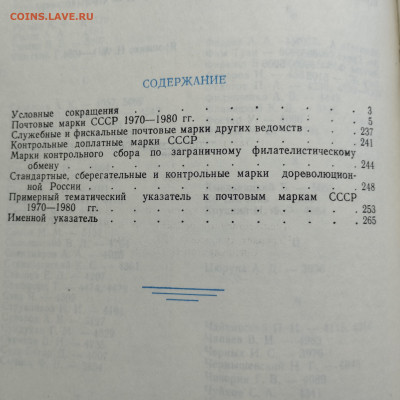 COINS.LAVE.RU
СОДЕРЖАНИЕ
Условные сокращения . . . . . . . . . . 3
Почтовые марки СССР 1970—1980 гг. . . . . . . . 5
Служебные и фискальные почтовые марки других ведомств . . . 237
Контрольные доплатные марки СССР . . . . . . . 241
Марки контрольного сбора по заграничному филателистическому
обмену . . . . . . . . . . . . . 244
Стандартные, сберегательные и контрольные марки дореволюцион-
ной России . . . . . . . . . . . . 248
Примерный тематический указатель к почтовым маркам СССР
1970—1980 гг. . . . . . . . . . . . 253
Именной указатель . . . . . . . . . . . 265